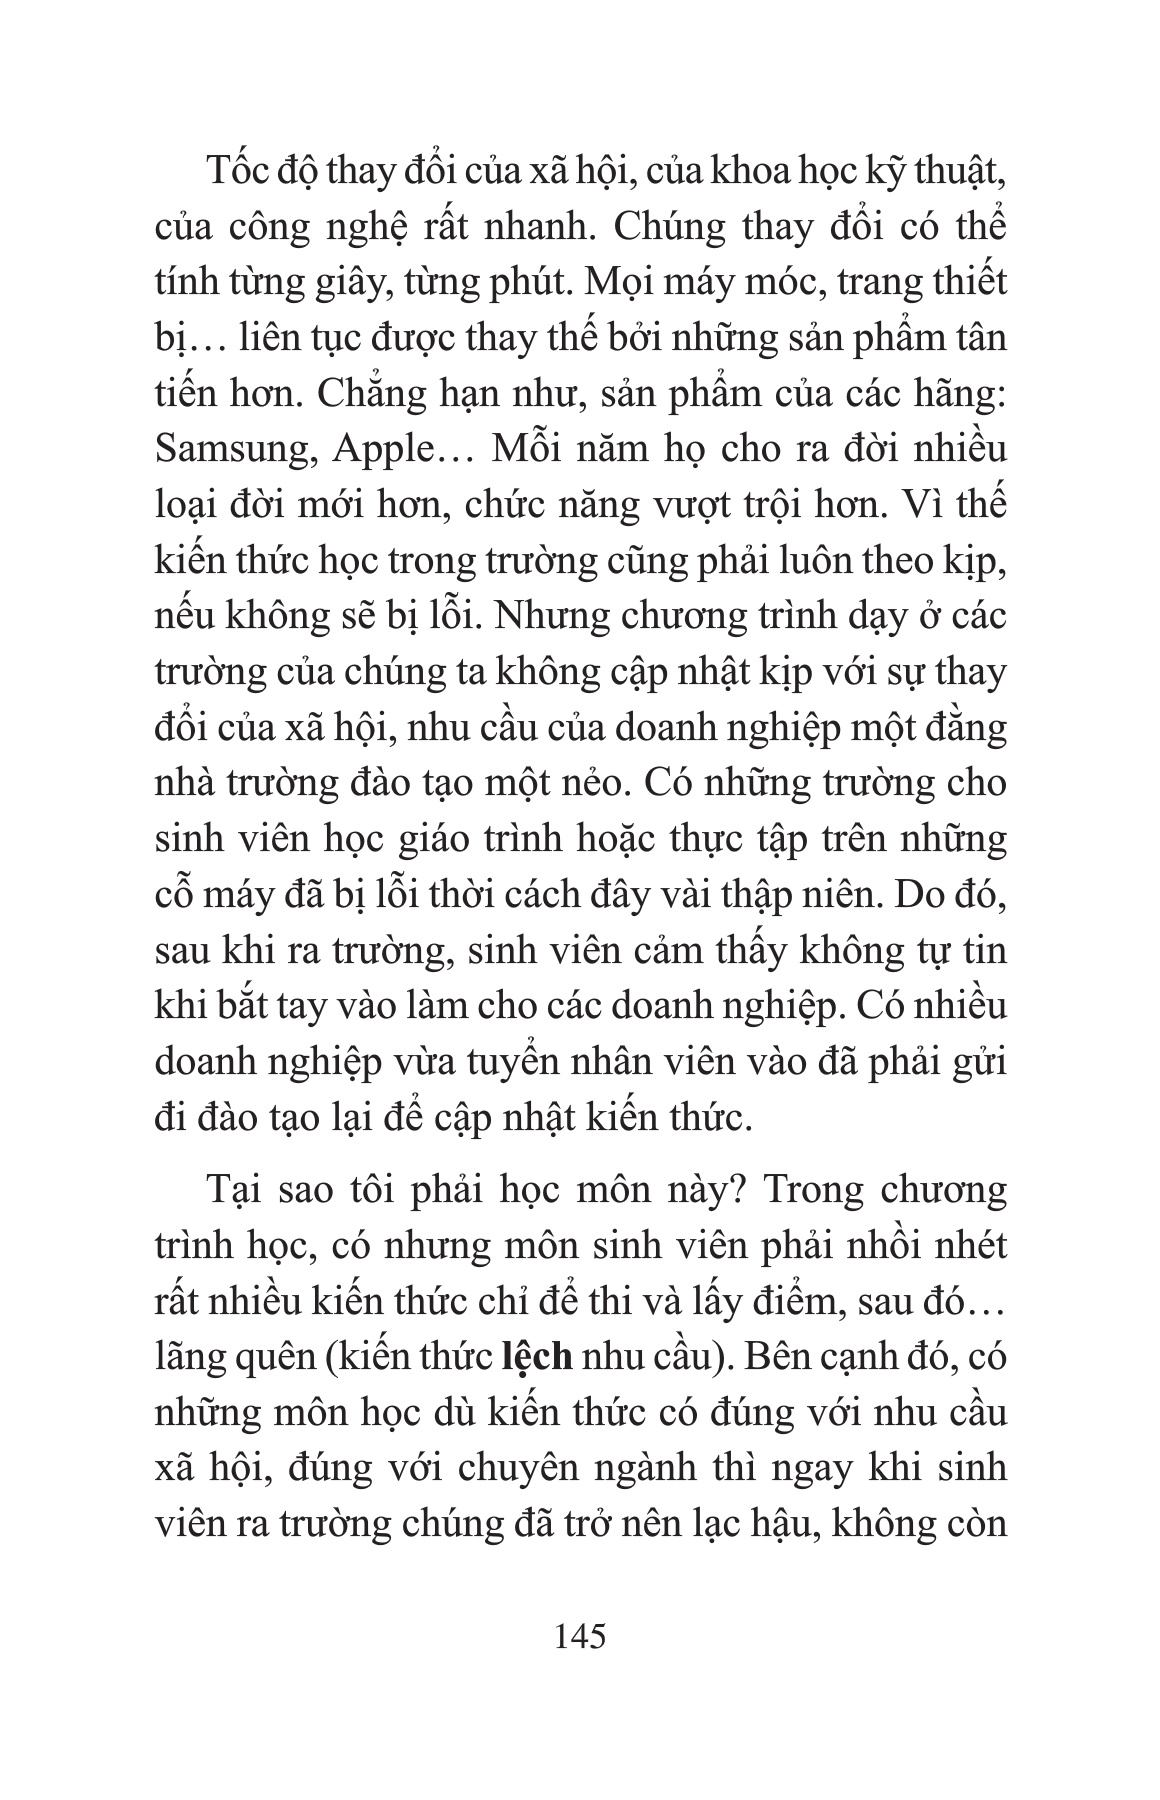 Tốc độ thay đổi của xã hội, của khoa học kỹ thuật,
của công nghệ rất nhanh. Chúng thay đổi có thể
tính từng giây, từng phút. Mọi máy móc, trang thiết
bị… liên tục được thay thế bởi những sản phẩm tân
tiến hơn. Chẳng hạn như, sản phẩm của các hãng:
Samsung, Apple… Mỗi năm họ cho ra đời nhiều
loại đời mới hơn, chức năng vượt trội hơn. Vì thế
kiến thức học trong trường cũng phải luôn theo kịp,
nếu không sẽ bị lỗi. Nhưng chương trình dạy ở các
trường của chúng ta không cập nhật kịp với sự thay
đổi của xã hội, nhu cầu của doanh nghiệp một đằng
nhà trường đào tạo một nẻo. Có những trường cho
sinh viên học giáo trình hoặc thực tập trên những
cỗ máy đã bị lỗi thời cách đây vài thập niên. Do đó,
sau khi ra trường, sinh viên cảm thấy không tự tin
khi bắt tay vào làm cho các doanh nghiệp. Có nhiều
doanh nghiệp vừa tuyển nhân viên vào đã phải gửi
đi đào tạo lại để cập nhật kiến thức.
Tại sao tôi phải học môn này? Trong chương
trình học, có nhưng môn sinh viên phải nhồi nhét
rất nhiều kiến thức chỉ để thi và lấy điểm, sau đó…
lãng quên (kiến thức lệch nhu cầu). Bên cạnh đó, có
những môn học dù kiến thức có đúng với nhu cầu
xã hội, đúng với chuyên ngành thì ngay khi sinh
viên ra trường chúng đã trở nên lạc hậu, không còn
145